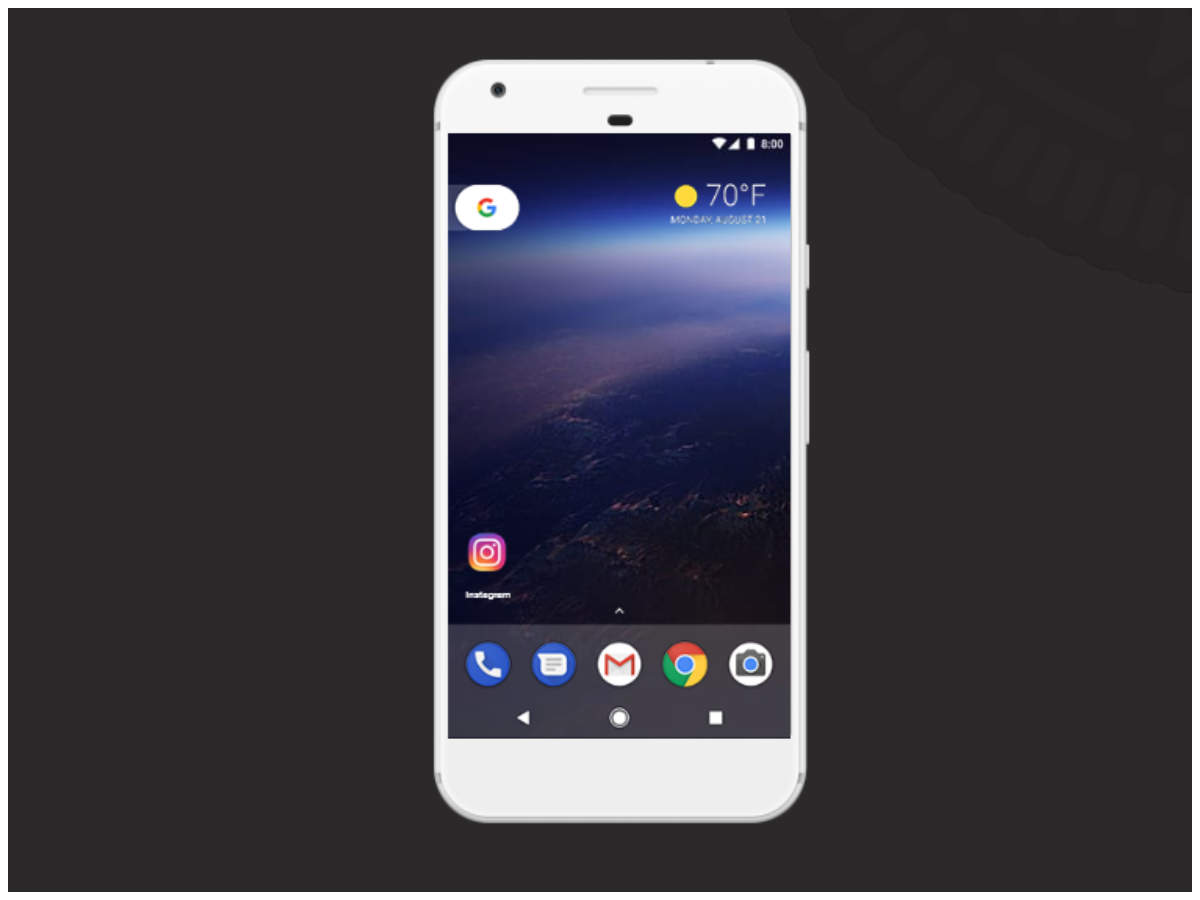 8:00
G
70°F
MONDAY, AUGUST 21
Instagram